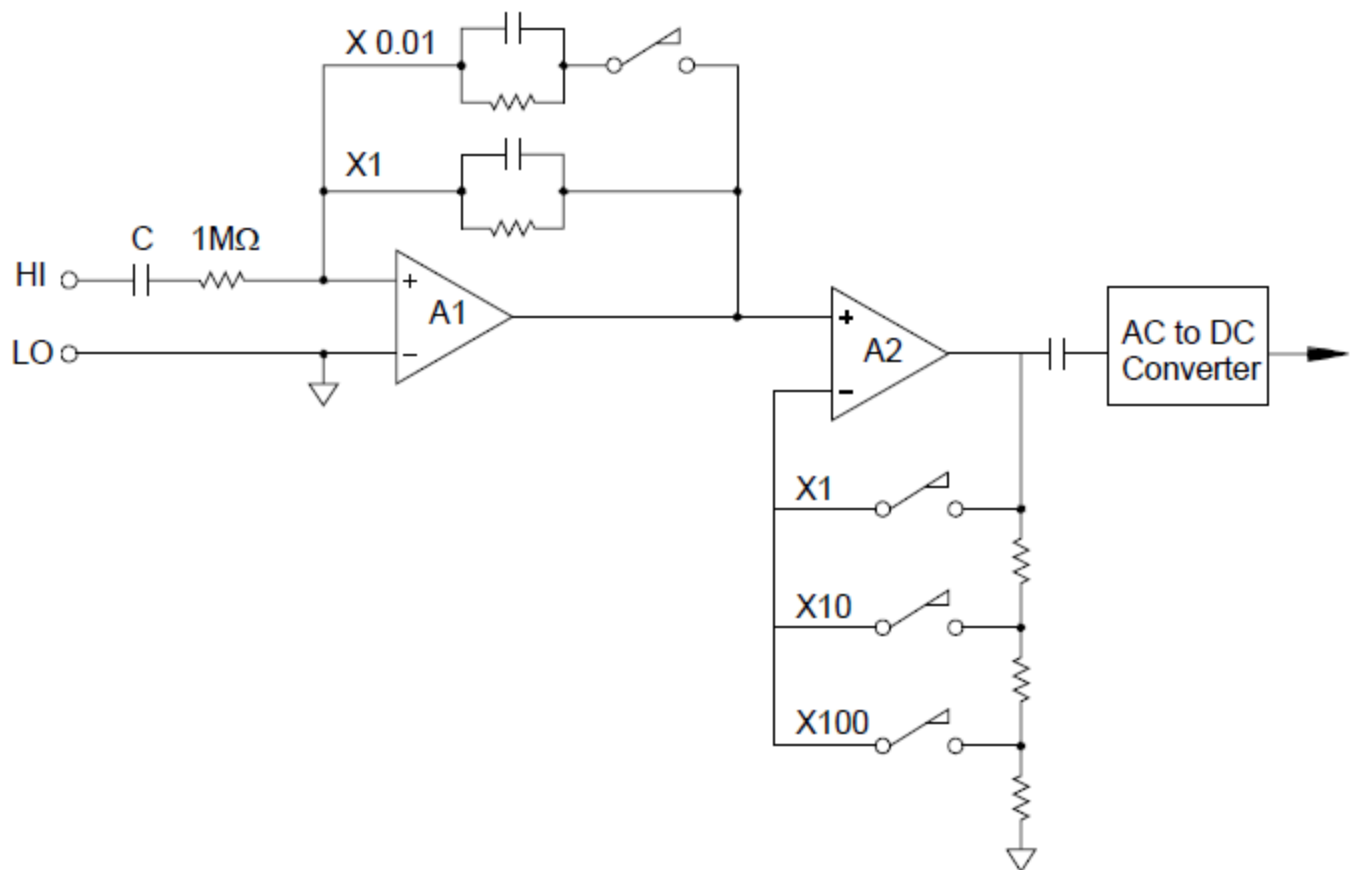 X 0.01
X1
C
1MΩ
HI
LO
+
A1
−
+
A2
−
AC to DC
Converter
X1
X10
X100